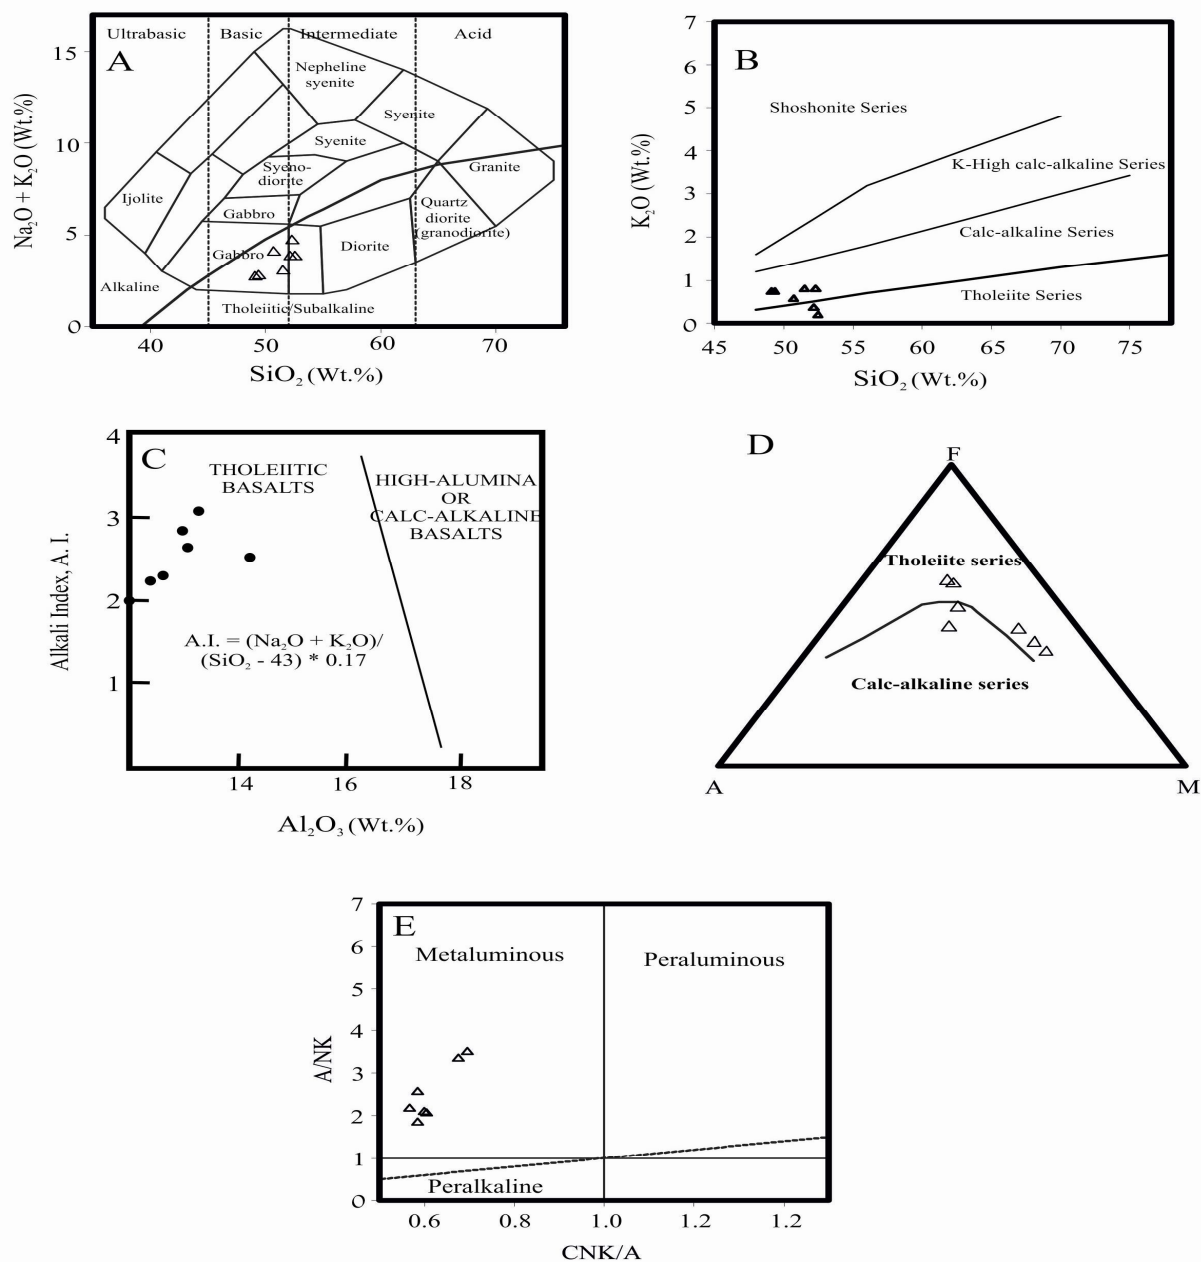 A
Ultrabasic
Basic
Intermediate
Acid
Nepheline
syenite
Syenite
Syenite
Syeno-
diorite
Granite
Ijolite
Gabbro
Quartz
diorite
(granodiorite)
Gabbro
Diorite
Alkaline
Tholeiitic/Subalkaline
15
10
5
0
40
50
60
70
Na₂O + K₂O (Wt.%)
SiO₂ (Wt.%)
B
Shoshonite Series
K-High calc-alkaline Series
Calc-alkaline Series
Tholeiite Series
7
6
5
4
3
2
1
0
45
50
55
60
65
70
75
K₂O (Wt.%)
SiO₂ (Wt.%)
C
THOLEIITIC
BASALTS
HIGH-ALUMINA
OR
CALC-ALKALINE
BASALTS
A.I. = (Na₂O + K₂O)/
(SiO₂ - 43) * 0.17
4
3
2
1
14
16
18
Alkali Index, A. I.
Al₂O₃ (Wt.%)
D
F
Tholeiite series
Calc-alkaline series
A
M
E
Metaluminous
Peraluminous
Peralkaline
7
6
5
4
3
2
1
0
0.6
0.8
1.0
1.2
1.2
A/NK
CNK/A